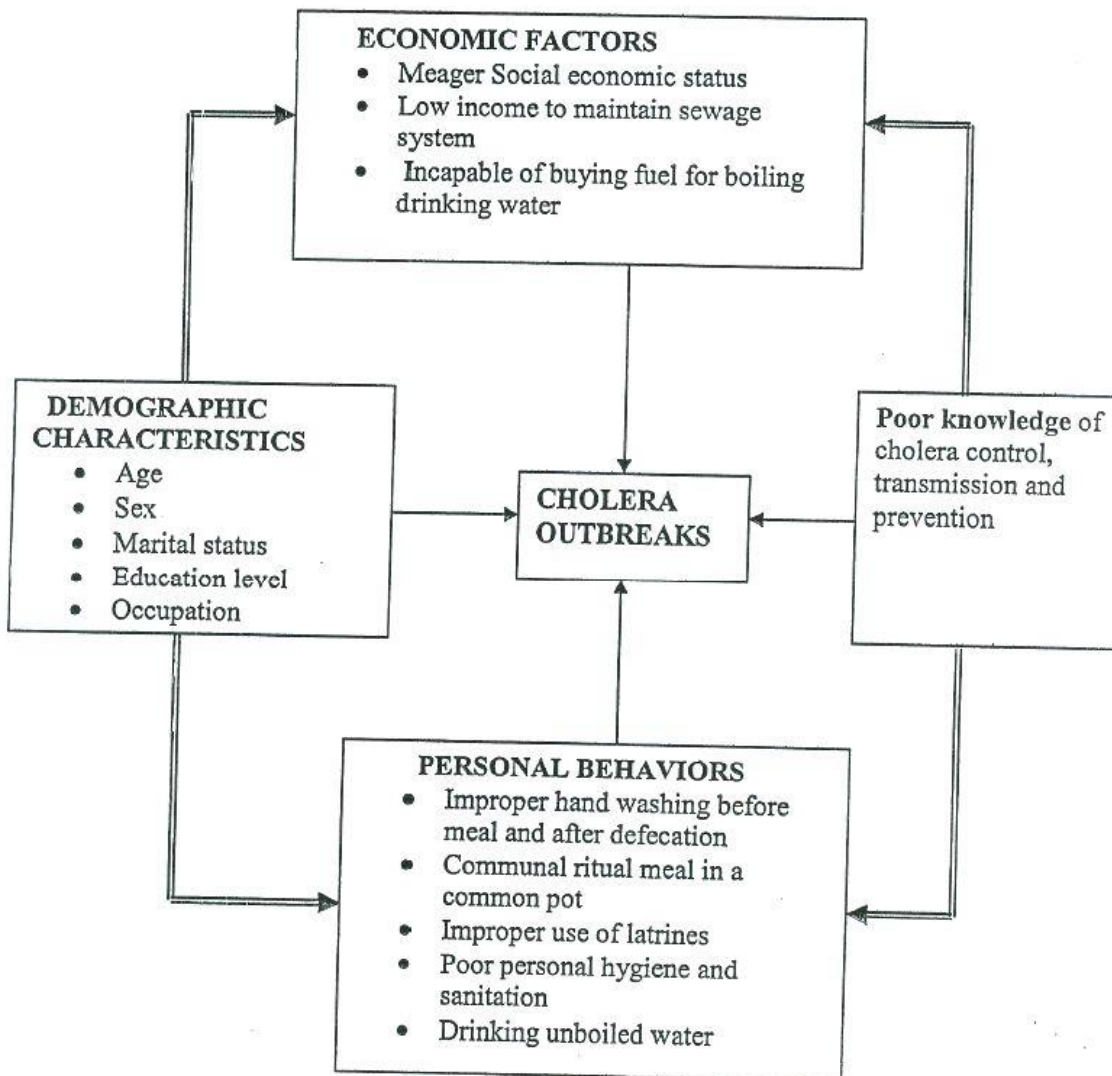 ECONOMIC FACTORS
• Meager Social economic status
• Low income to maintain sewage
system
• Incapable of buying fuel for boiling
drinking water
DEMOGRAPHIC
CHARACTERISTICS
• Age
• Sex
• Marital status
• Education level
• Occupation
CHOLERA
OUTBREAKS
Poor knowledge of
cholera control,
transmission and
prevention
PERSONAL BEHAVIORS
• Improper hand washing before
meal and after defecation
• Communal ritual meal in a
common pot
• Improper use of latrines
• Poor personal hygiene and
sanitation
• Drinking unboiled water